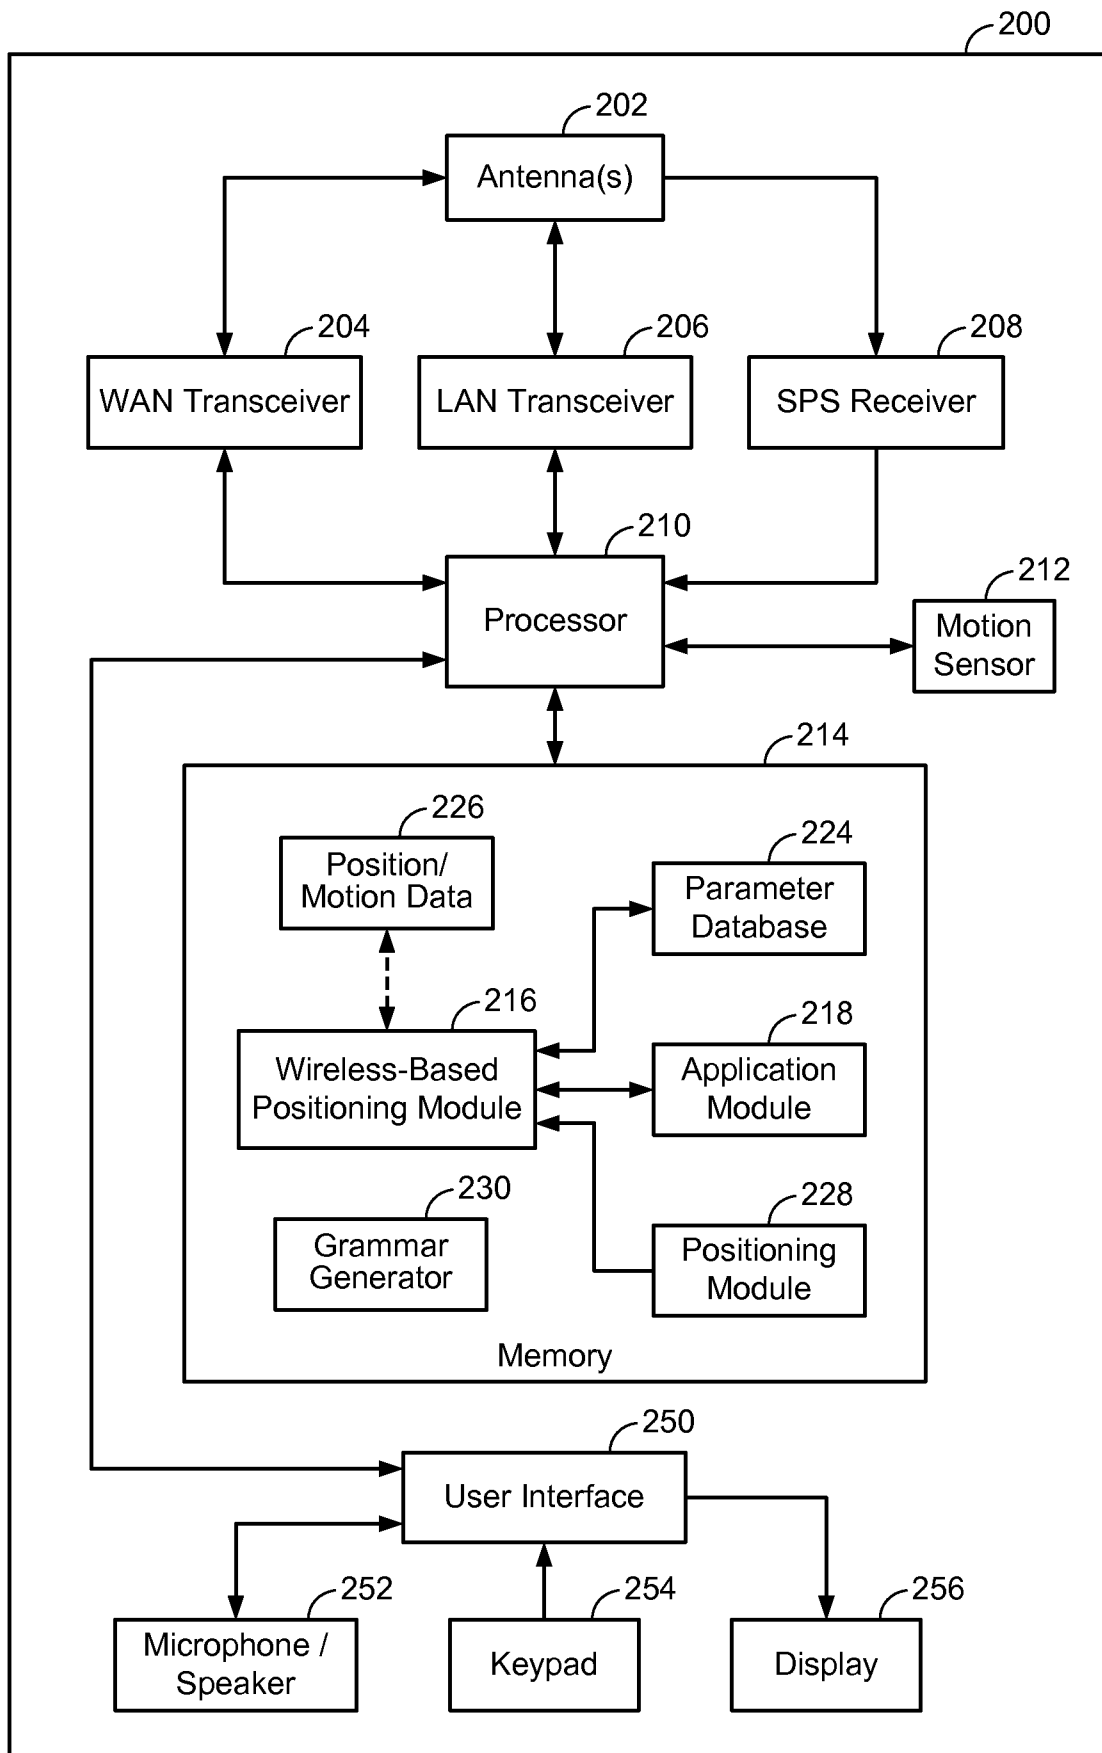 200
202
Antenna(s)
204
206
208
WAN Transceiver
LAN Transceiver
SPS Receiver
210
Processor
212
Motion
Sensor
214
226
Position/
Motion Data
224
Parameter
Database
216
Wireless-Based
Positioning Module
218
Application
Module
230
Grammar
Generator
228
Positioning
Module
Memory
250
User Interface
252
254
256
Microphone /
Speaker
Keypad
Display